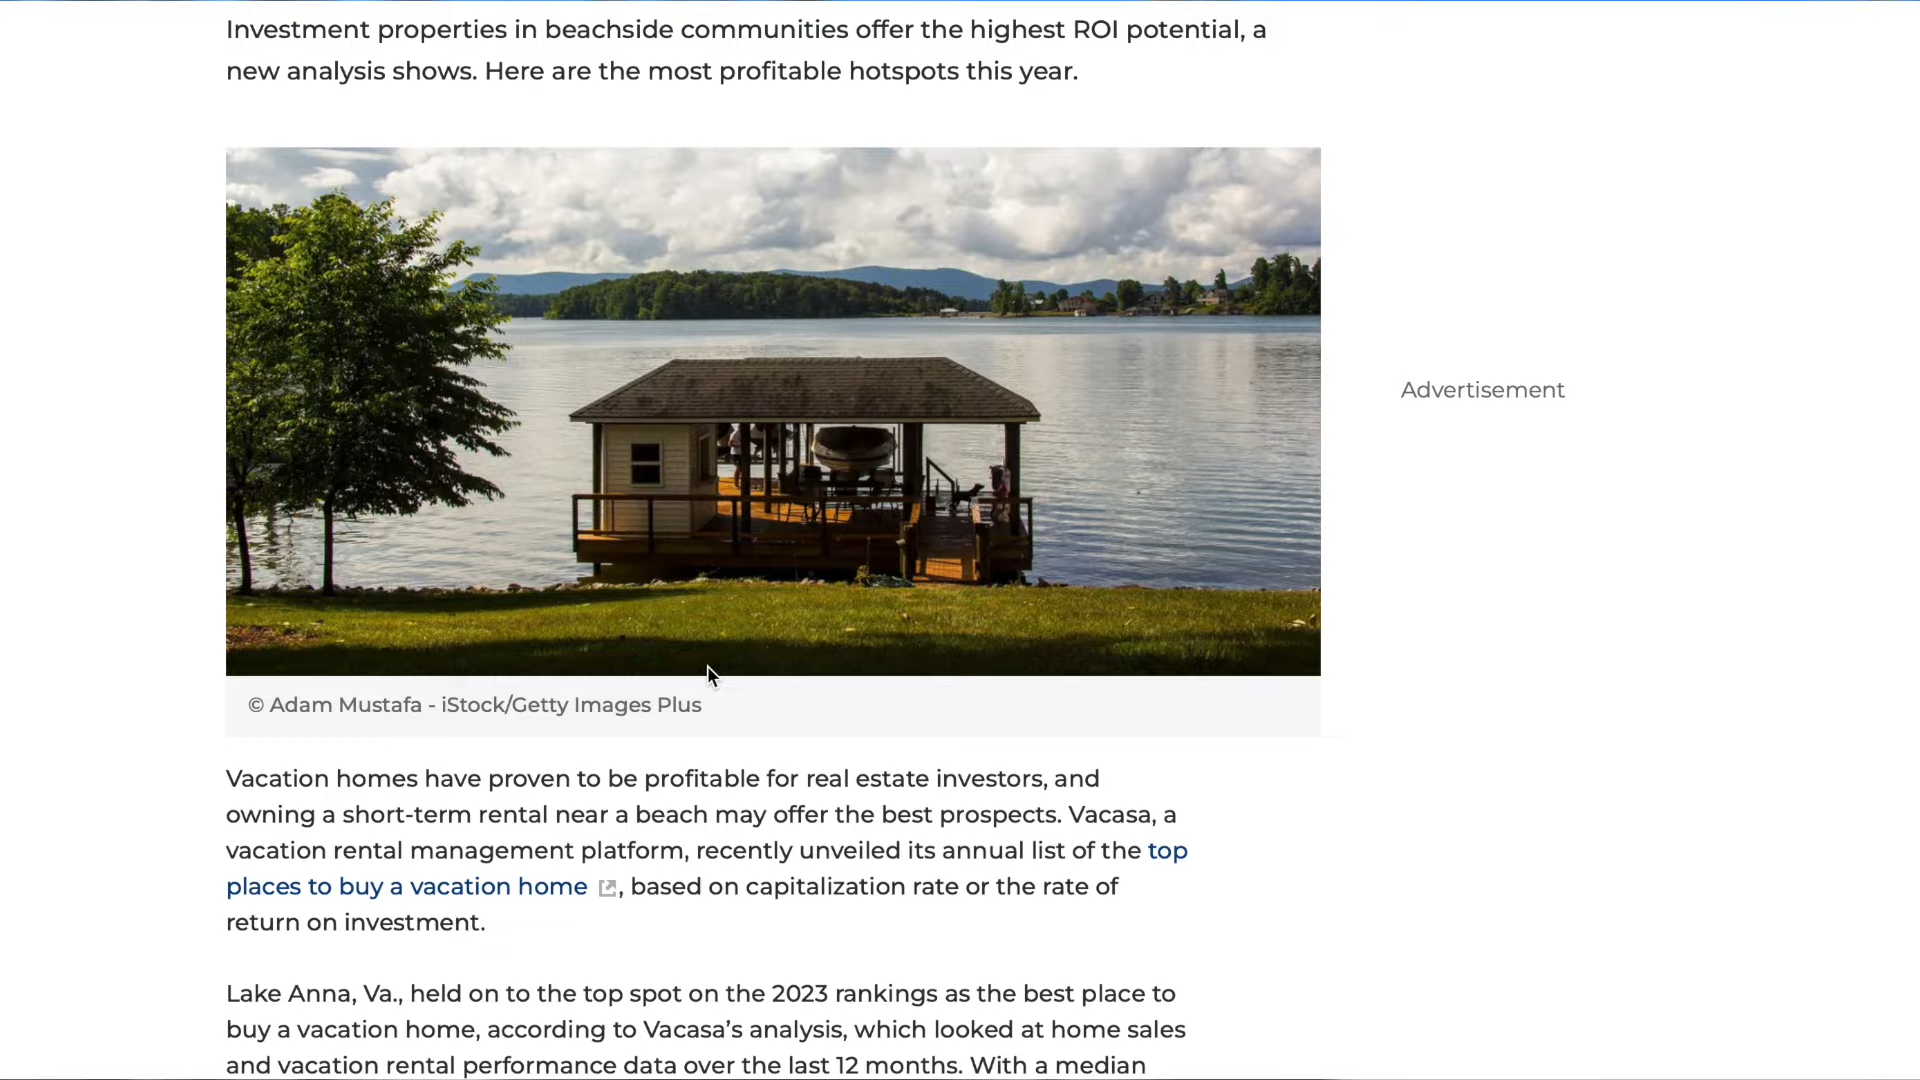 Investment properties in beachside communities offer the highest ROI potential, a
new analysis shows. Here are the most profitable hotspots this year.
Advertisement
© Adam Mustafa - iStock/Getty Images Plus
Vacation homes have proven to be profitable for real estate investors, and
owning a short-term rental near a beach may offer the best prospects. Vacasa, a
vacation rental management platform, recently unveiled its annual list of the top
places to buy a vacation home , based on capitalization rate or the rate of
return on investment.
Lake Anna, Va., held on to the top spot on the 2023 rankings as the best place to
buy a vacation home, according to Vacasa’s analysis, which looked at home sales
and vacation rental performance data over the last 12 months. With a median